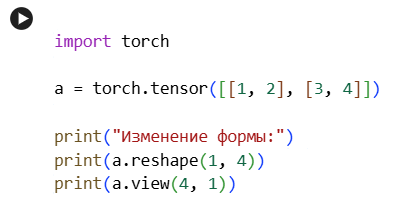 import torch
a = torch.tensor([[1, 2], [3, 4]])
print("Изменение формы:")
print(a.reshape(1, 4))
print(a.view(4, 1))